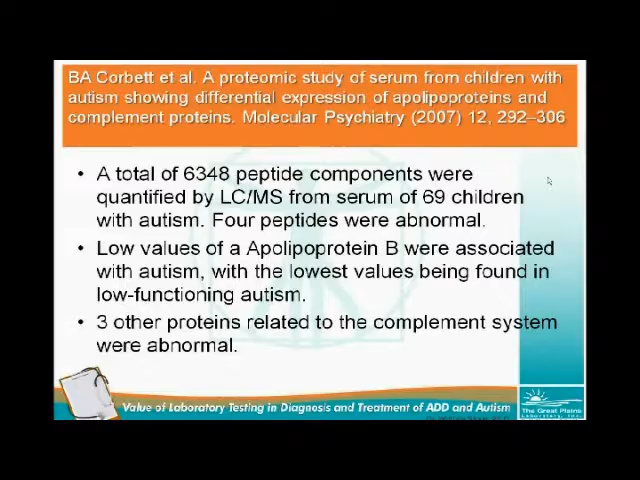 BA Corbett et al. A proteomic study of serum from children with
autism showing differential expression of apolipoproteins and
complement proteins. Molecular Psychiatry (2007) 12, 292–306
• A total of 6348 peptide components were
quantified by LC/MS from serum of 69 children
with autism. Four peptides were abnormal.
• Low values of a Apolipoprotein B were associated
with autism, with the lowest values being found in
low-functioning autism.
• 3 other proteins related to the complement system
were abnormal.
Value of Laboratory Testing in Diagnosis and Treatment of ADD and Autism
The Great Plains
Laboratory, Inc.